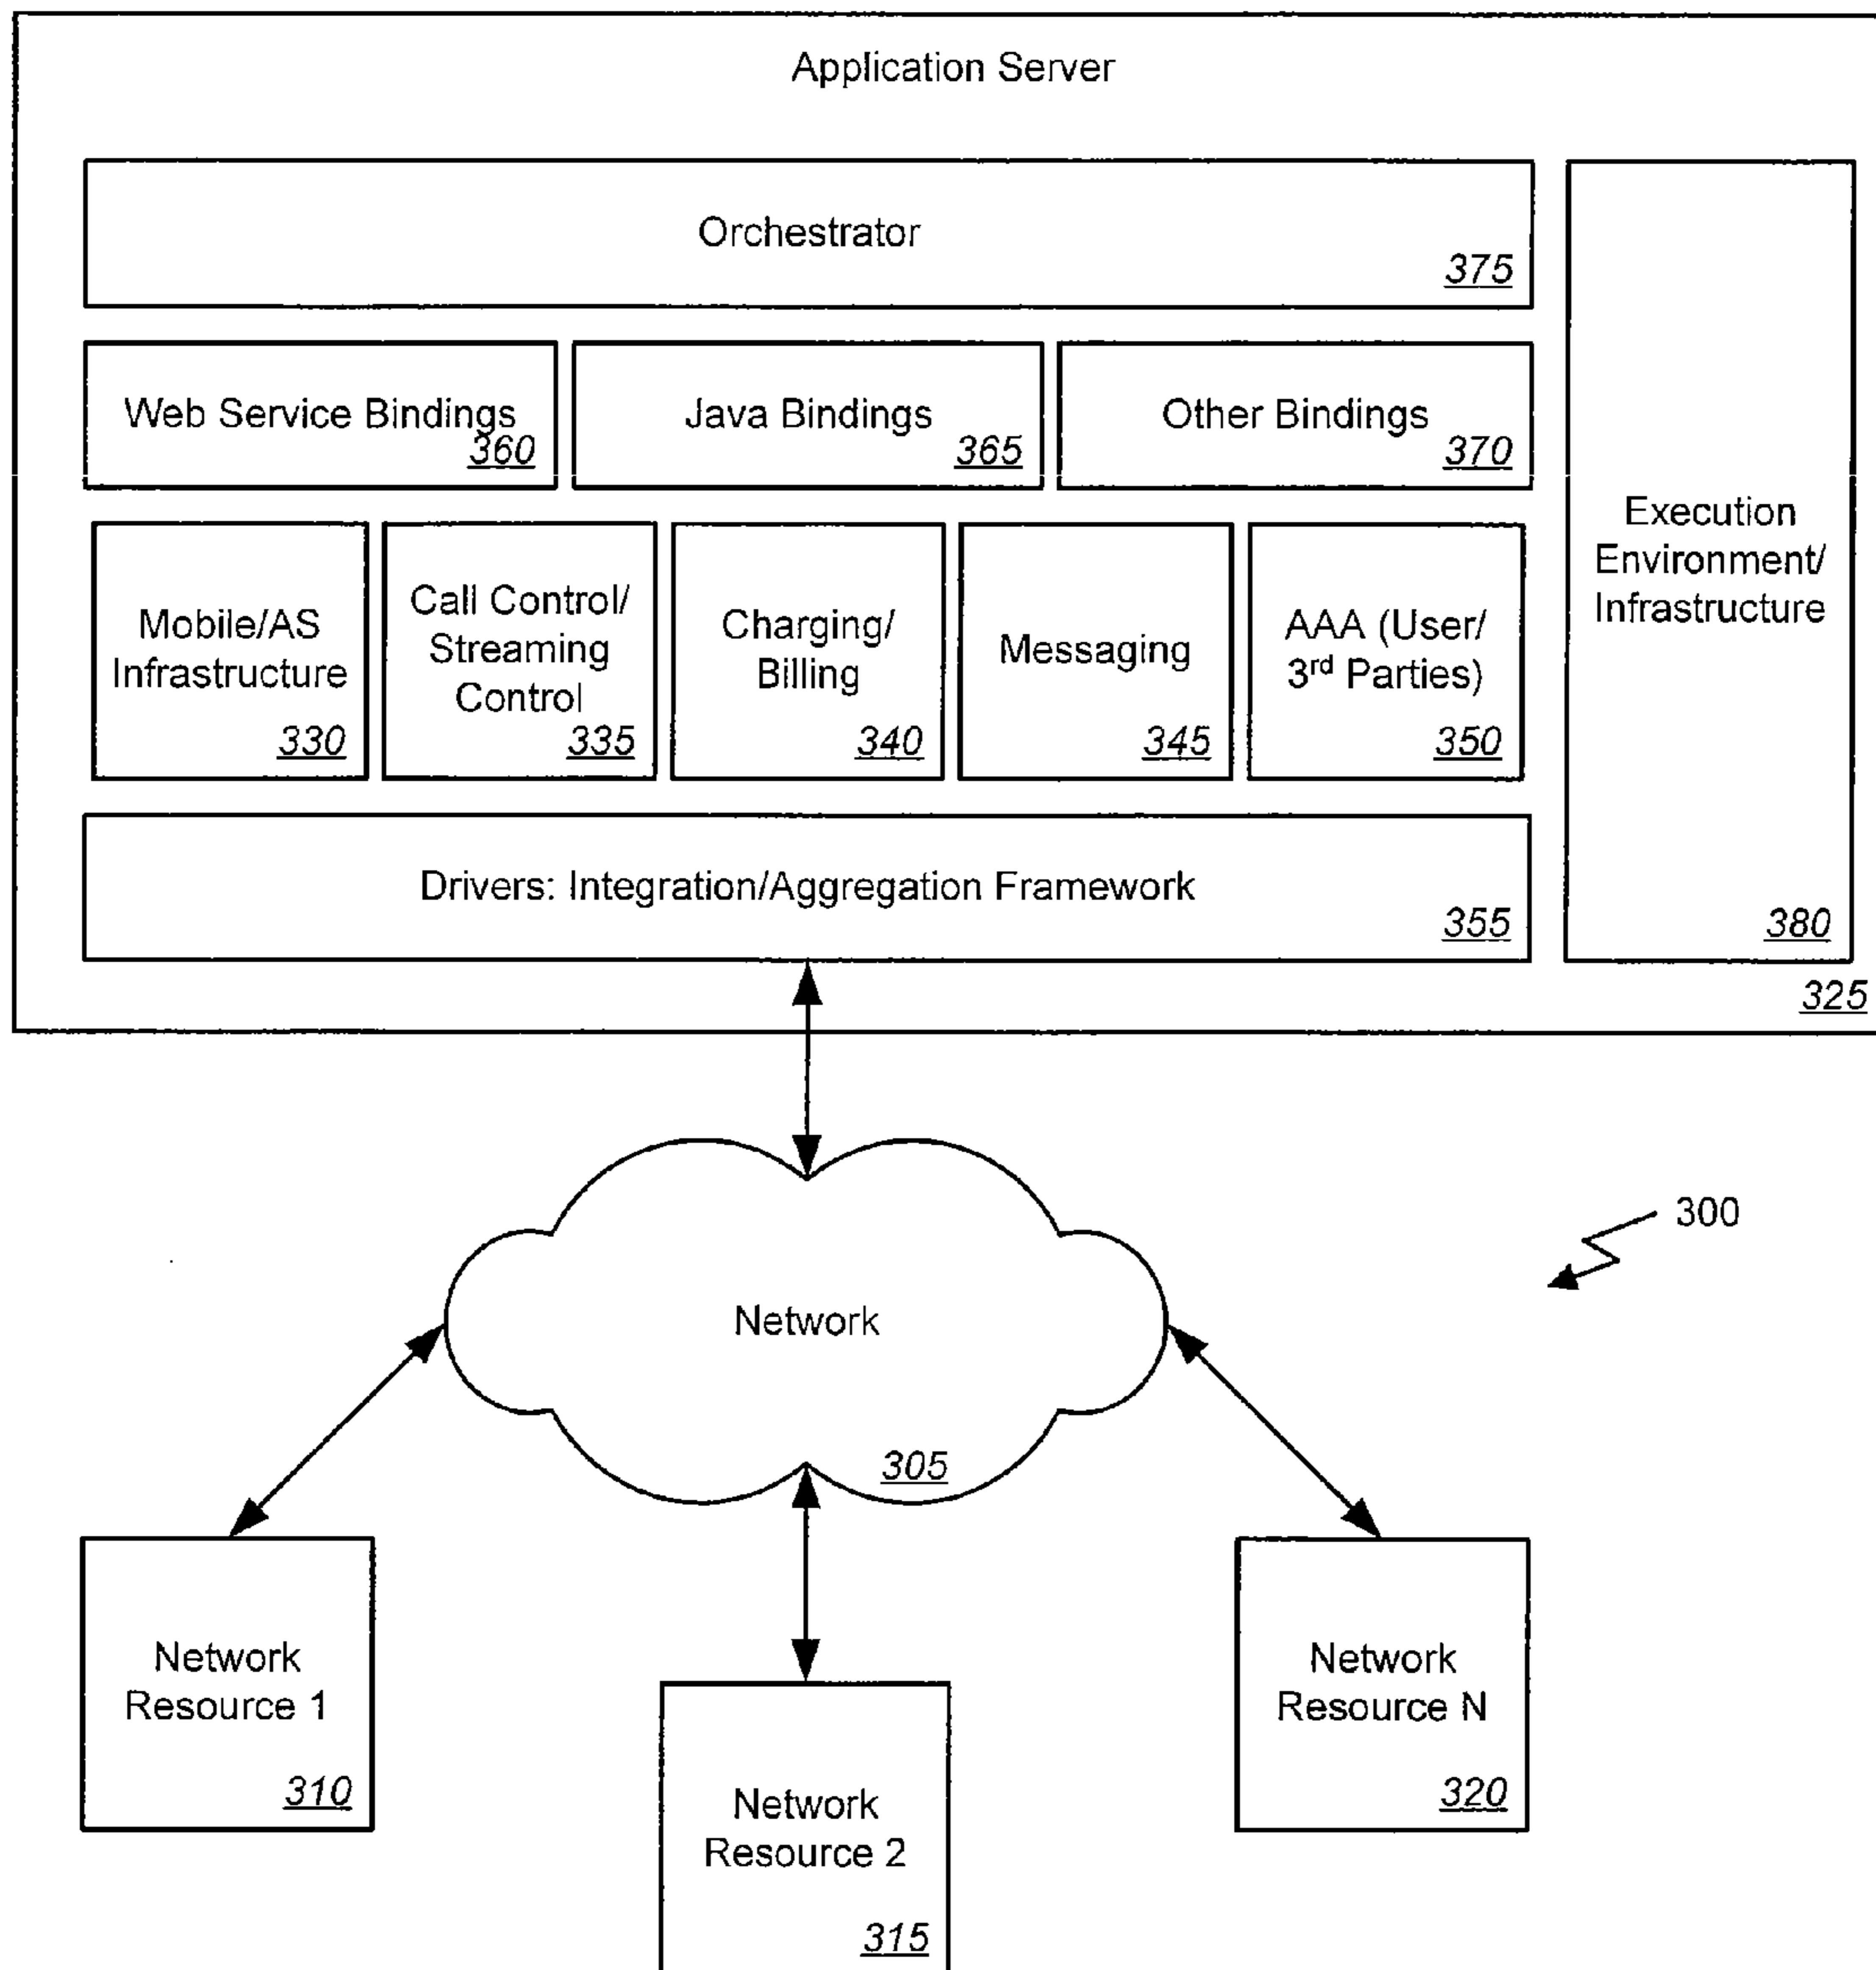 Application Server
Orchestrator
375
Web Service Bindings
360
Java Bindings
365
Other Bindings
370
Mobile/AS
Infrastructure
330
Call Control/
Streaming
Control
335
Charging/
Billing
340
Messaging
345
AAA (User/
3rd Parties)
350
Execution
Environment/
Infrastructure
380
Drivers: Integration/Aggregation Framework
355
325
300
Network
305
Network
Resource 1
310
Network
Resource 2
315
Network
Resource N
320